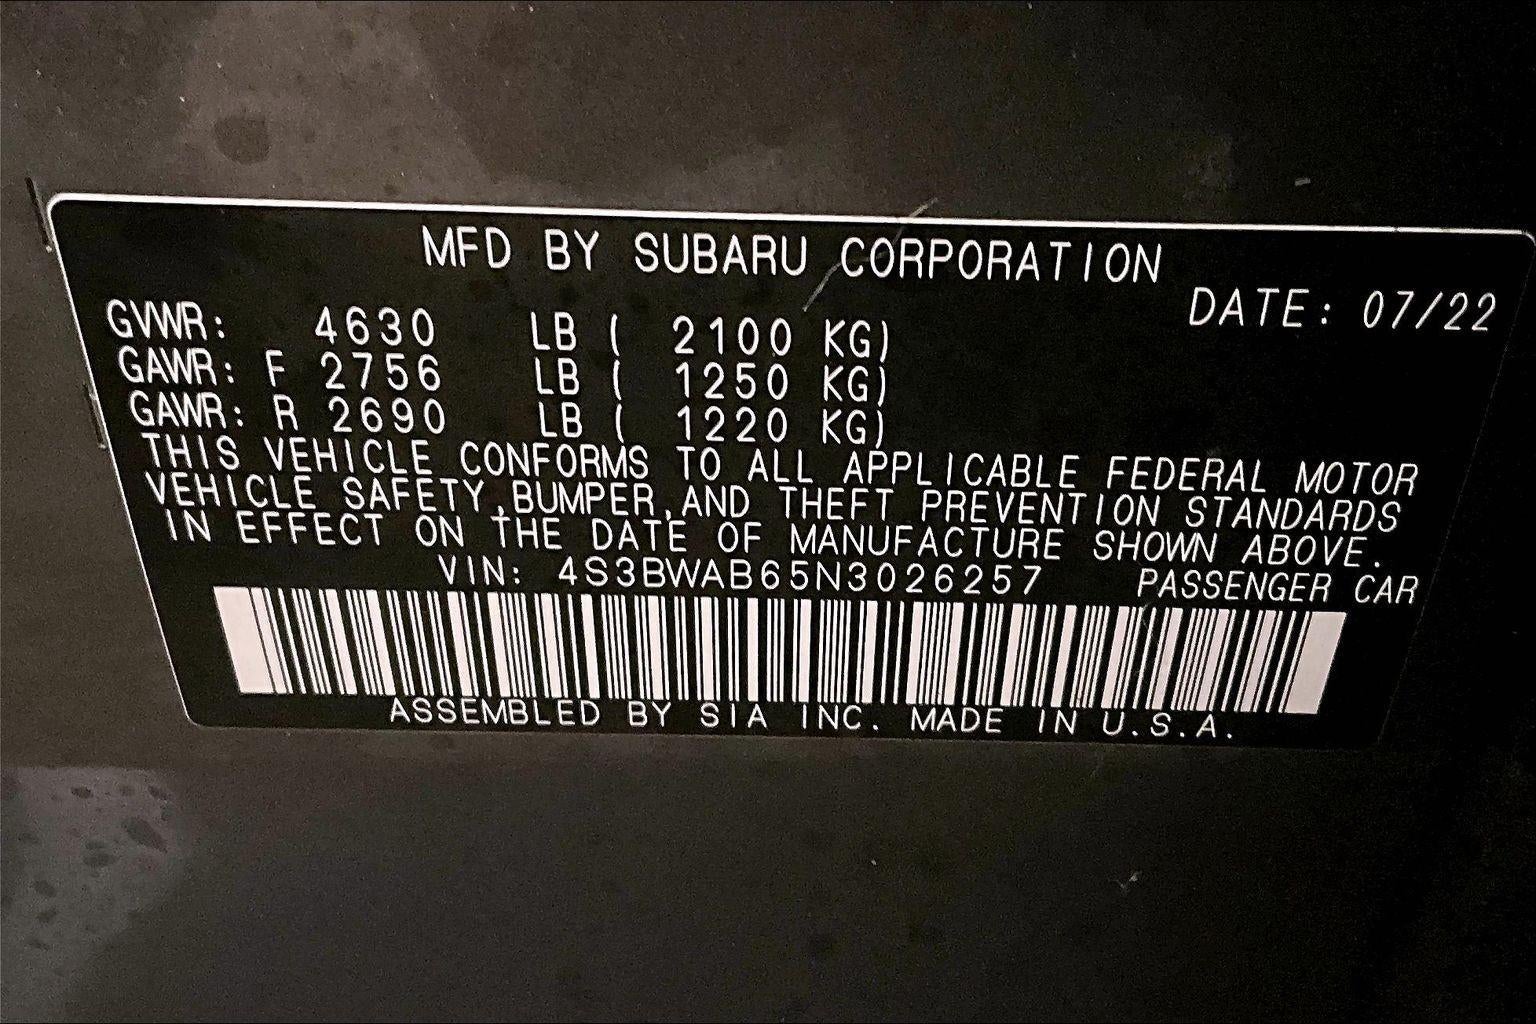 MFD BY SUBARU CORPORATION
DATE: 07/22
GVWR: 4630 LB ( 2100 KG)
GAWR: F 2756 LB ( 1250 KG)
GAWR: R 2690 LB ( 1220 KG)
THIS VEHICLE CONFORMS TO ALL APPLICABLE FEDERAL MOTOR
VEHICLE SAFETY,BUMPER,AND THEFT PREVENTION STANDARDS
IN EFFECT ON THE DATE OF MANUFACTURE SHOWN ABOVE.
VIN: 4S3BWAB65N3026257 PASSENGER CAR
ASSEMBLED BY SIA INC. MADE IN U.S.A.